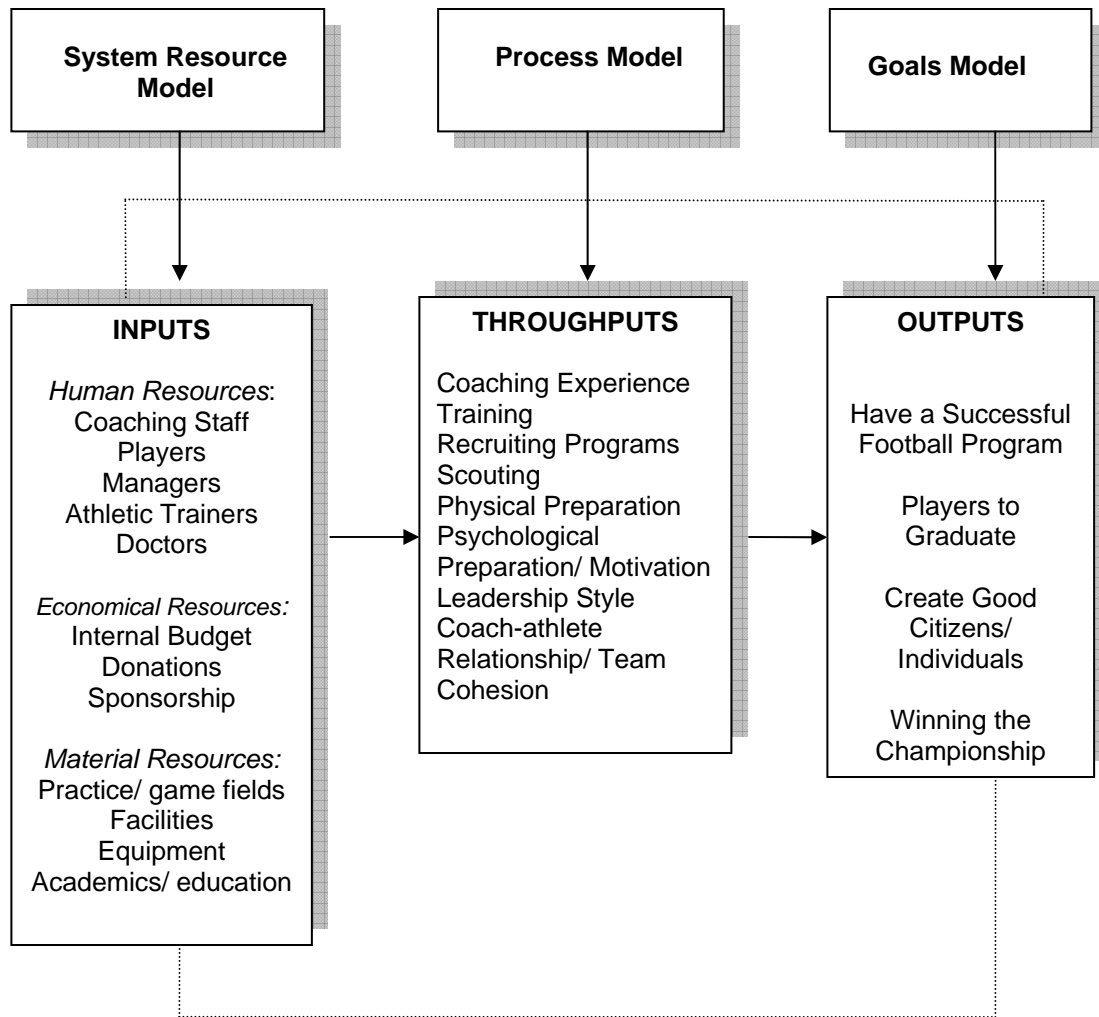 System Resource
Model
Process Model
Goals Model
INPUTS
Human Resources:
Coaching Staff
Players
Managers
Athletic Trainers
Doctors
Economical Resources:
Internal Budget
Donations
Sponsorship
Material Resources:
Practice/ game fields
Facilities
Equipment
Academics/ education
THROUGHPUTS
Coaching Experience
Training
Recruiting Programs
Scouting
Physical Preparation
Psychological
Preparation/ Motivation
Leadership Style
Coach-athlete
Relationship/ Team
Cohesion
OUTPUTS
Have a Successful
Football Program
Players to
Graduate
Create Good
Citizens/
Individuals
Winning the
Championship